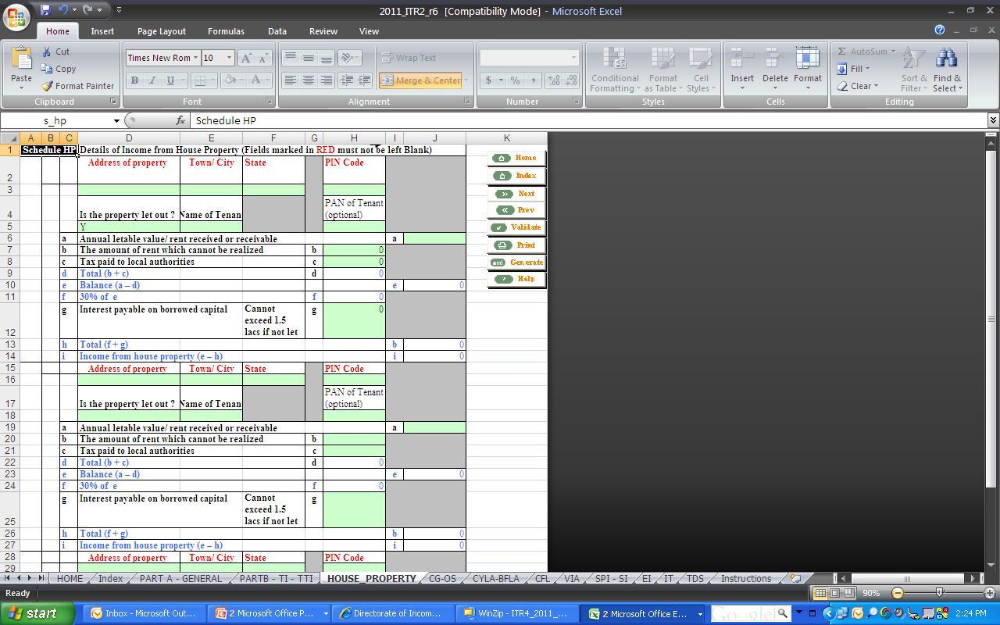 2011_ITR2_r6 [Compatibility Mode] - Microsoft Excel
Home Insert Page Layout Formulas Data Review View
Paste Cut Copy Format Painter
Times New Rom 10
Wrap Text
Merge & Center
Conditional Formatting Format as Table Cell Styles
Insert Delete Format
AutoSum Fill Clear
Sort & Filter Find & Select
Clipboard Font Alignment Number Styles Cells Editing
s_hp fx Schedule HP
A B C D E F G H I J K
1 Schedule HP Details of Income from House Property (Fields marked in RED must not be left Blank)
2 Address of property Town/ City State PIN Code
3
4 Is the property let out ? Name of Tenan PAN of Tenant (optional)
5 Y
6 a Annual letable value/ rent received or receivable a
7 b The amount of rent which cannot be realized b 0
8 c Tax paid to local authorities c 0
9 d Total (b + c) d 0
10 e Balance (a – d) e 0
11 f 30% of e f 0
12 g Interest payable on borrowed capital Cannot exceed 1.5 lacs if not let g 0
13 h Total (f + g) b 0
14 i Income from house property (e – h) i 0
15 Address of property Town/ City State PIN Code
16
17 Is the property let out ? Name of Tenan PAN of Tenant (optional)
18
19 a Annual letable value/ rent received or receivable a
20 b The amount of rent which cannot be realized b
21 c Tax paid to local authorities c
22 d Total (b + c) d 0
23 e Balance (a – d) e 0
24 f 30% of e f 0
25 g Interest payable on borrowed capital Cannot exceed 1.5 lacs if not let g
26 h Total (f + g) b 0
27 i Income from house property (e – h) i 0
28 Address of property Town/ City State PIN Code
29
Home
Index
Next
Prev
Validate
Print
xml Generate
Help
HOME Index PART A - GENERAL PARTB - TI - TTI HOUSE_PROPERTY CG-OS CYLA-BFLA CFL VIA SPI - SI EI IT TDS Instructions
Ready 90%
start Inbox - Microsoft Out... 2 Microsoft Office P... Directorate of Incom... WinZip - ITR4_2011_... 2 Microsoft Office E... Google 2:24 PM